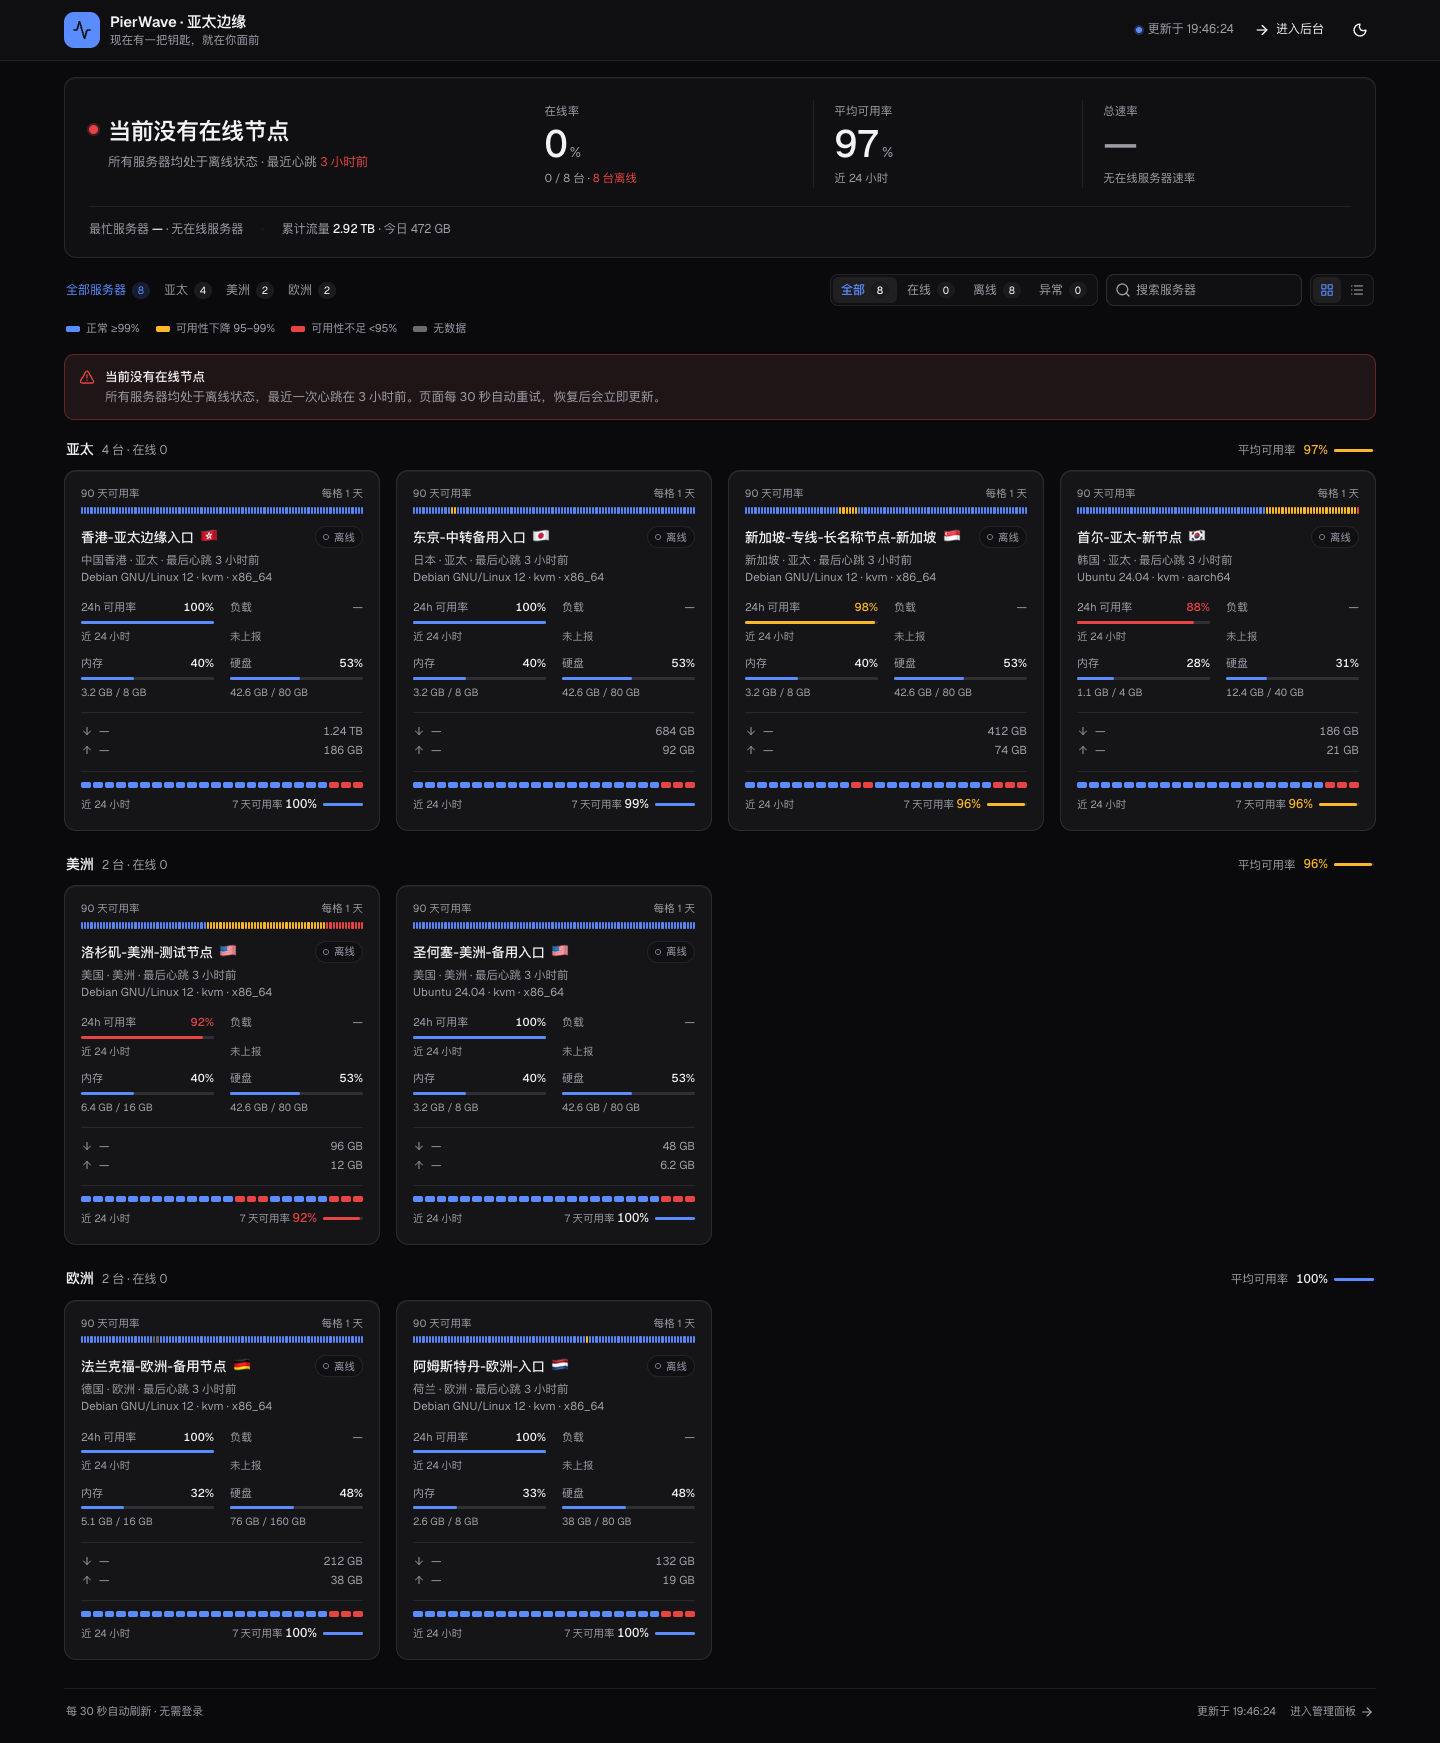 PierWave · 亚太边缘
现在有一把钥匙，就在你面前
更新于 19:46:24
进入后台
当前没有在线节点
所有服务器均处于离线状态 · 最近心跳 3 小时前
在线率
0 %
0 / 8 台 · 8 台离线
平均可用率
97 %
近 24 小时
总速率
—
无在线服务器速率
最忙服务器 — · 无在线服务器 · 累计流量 2.92 TB · 今日 472 GB
全部服务器 8 亚太 4 美洲 2 欧洲 2
全部 8 在线 0 离线 8 异常 0
搜索服务器
正常 ≥99% 可用性下降 95–99% 可用性不足 <95% 无数据
当前没有在线节点
所有服务器均处于离线状态，最近一次心跳在 3 小时前。页面每 30 秒自动重试，恢复后会立即更新。
亚太 4 台 · 在线 0
平均可用率 97%
90 天可用率 每格 1 天
香港-亚太边缘入口 🇭🇰 离线
中国香港 · 亚太 · 最后心跳 3 小时前
Debian GNU/Linux 12 · kvm · x86_64
24h 可用率 100% 负载 —
近 24 小时 未上报
内存 40% 硬盘 53%
3.2 GB / 8 GB 42.6 GB / 80 GB
↓ — 1.24 TB
↑ — 186 GB
近 24 小时 7 天可用率 100%
90 天可用率 每格 1 天
东京-中转备用入口 🇯🇵 离线
日本 · 亚太 · 最后心跳 3 小时前
Debian GNU/Linux 12 · kvm · x86_64
24h 可用率 100% 负载 —
近 24 小时 未上报
内存 40% 硬盘 53%
3.2 GB / 8 GB 42.6 GB / 80 GB
↓ — 684 GB
↑ — 92 GB
近 24 小时 7 天可用率 99%
90 天可用率 每格 1 天
新加坡-专线-长名称节点-新加坡 🇸🇬 离线
新加坡 · 亚太 · 最后心跳 3 小时前
Debian GNU/Linux 12 · kvm · x86_64
24h 可用率 98% 负载 —
近 24 小时 未上报
内存 40% 硬盘 53%
3.2 GB / 8 GB 42.6 GB / 80 GB
↓ — 412 GB
↑ — 74 GB
近 24 小时 7 天可用率 96%
90 天可用率 每格 1 天
首尔-亚太-新节点 🇰🇷 离线
韩国 · 亚太 · 最后心跳 3 小时前
Ubuntu 24.04 · kvm · aarch64
24h 可用率 88% 负载 —
近 24 小时 未上报
内存 28% 硬盘 31%
1.1 GB / 4 GB 12.4 GB / 40 GB
↓ — 186 GB
↑ — 21 GB
近 24 小时 7 天可用率 96%
美洲 2 台 · 在线 0
平均可用率 96%
90 天可用率 每格 1 天
洛杉矶-美洲-测试节点 🇺🇸 离线
美国 · 美洲 · 最后心跳 3 小时前
Debian GNU/Linux 12 · kvm · x86_64
24h 可用率 92% 负载 —
近 24 小时 未上报
内存 40% 硬盘 53%
6.4 GB / 16 GB 42.6 GB / 80 GB
↓ — 96 GB
↑ — 12 GB
近 24 小时 7 天可用率 92%
90 天可用率 每格 1 天
圣何塞-美洲-备用入口 🇺🇸 离线
美国 · 美洲 · 最后心跳 3 小时前
Ubuntu 24.04 · kvm · x86_64
24h 可用率 100% 负载 —
近 24 小时 未上报
内存 40% 硬盘 53%
3.2 GB / 8 GB 42.6 GB / 80 GB
↓ — 48 GB
↑ — 6.2 GB
近 24 小时 7 天可用率 100%
欧洲 2 台 · 在线 0
平均可用率 100%
90 天可用率 每格 1 天
法兰克福-欧洲-备用节点 🇩🇪 离线
德国 · 欧洲 · 最后心跳 3 小时前
Debian GNU/Linux 12 · kvm · x86_64
24h 可用率 100% 负载 —
近 24 小时 未上报
内存 32% 硬盘 48%
5.1 GB / 16 GB 76 GB / 160 GB
↓ — 212 GB
↑ — 38 GB
近 24 小时 7 天可用率 100%
90 天可用率 每格 1 天
阿姆斯特丹-欧洲-入口 🇳🇱 离线
荷兰 · 欧洲 · 最后心跳 3 小时前
Debian GNU/Linux 12 · kvm · x86_64
24h 可用率 100% 负载 —
近 24 小时 未上报
内存 33% 硬盘 48%
2.6 GB / 8 GB 38 GB / 80 GB
↓ — 132 GB
↑ — 19 GB
近 24 小时 7 天可用率 100%
每 30 秒自动刷新 · 无需登录
更新于 19:46:24 进入管理面板 →